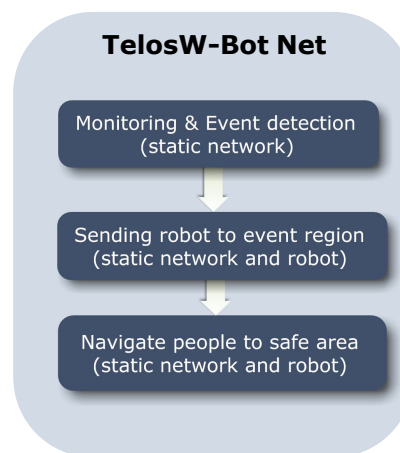 TelosW-Bot Net
Monitoring & Event detection
(static network)
Sending robot to event region
(static network and robot)
Navigate people to safe area
(static network and robot)